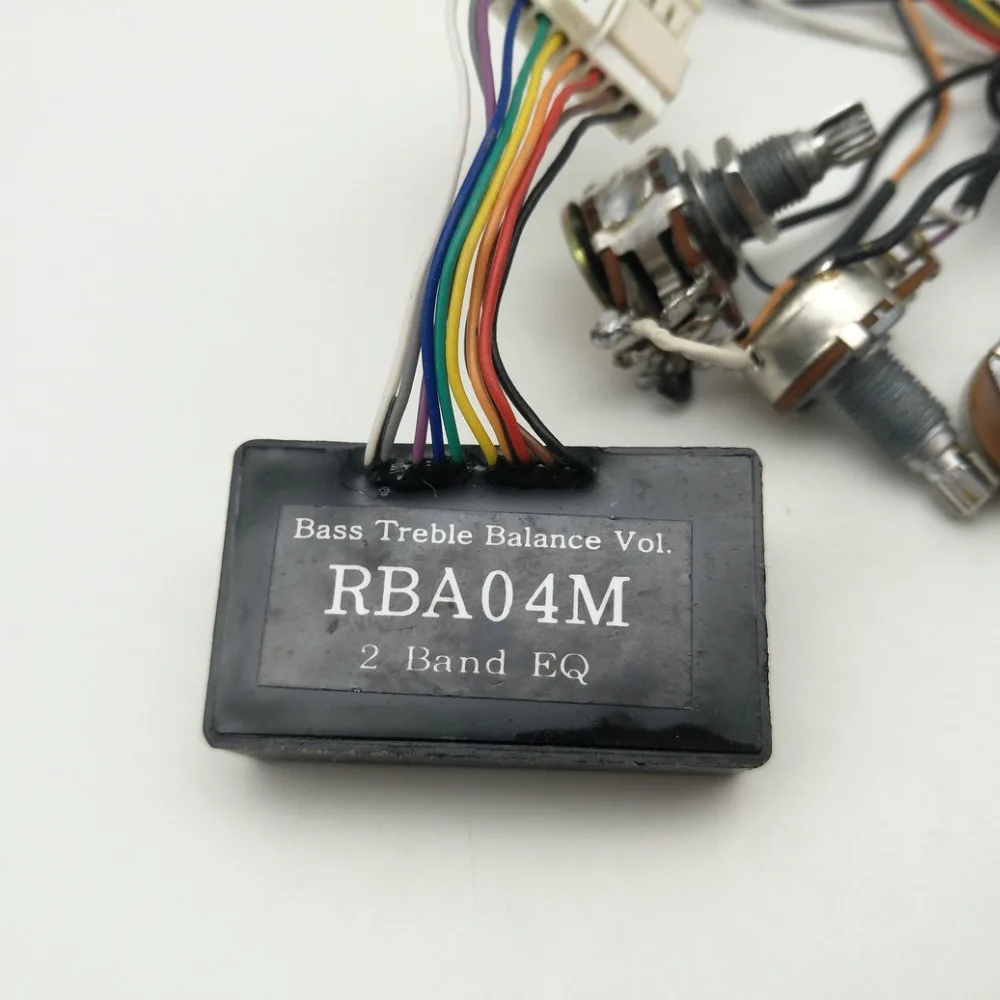 Bass Treble Balance Vol.
RBA04M
2 Band EQ